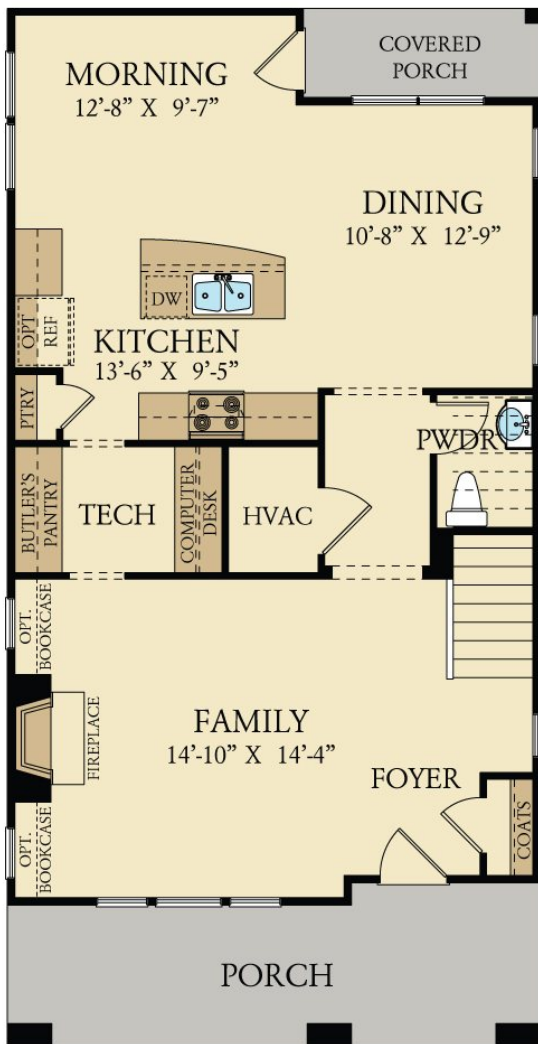 COVERED
PORCH
MORNING
12'-8" X 9'-7"
DINING
10'-8" X 12'-9"
DW
OPT
REF
KITCHEN
13'-6" X 9'-5"
PTRY
PWDR
BUTLER'S
PANTRY
TECH
COMPUTER
DESK
HVAC
OPT.
BOOKCASE
FAMILY
14'-10" X 14'-4"
FIREPLACE
FOYER
OPT.
BOOKCASE
COATS
PORCH